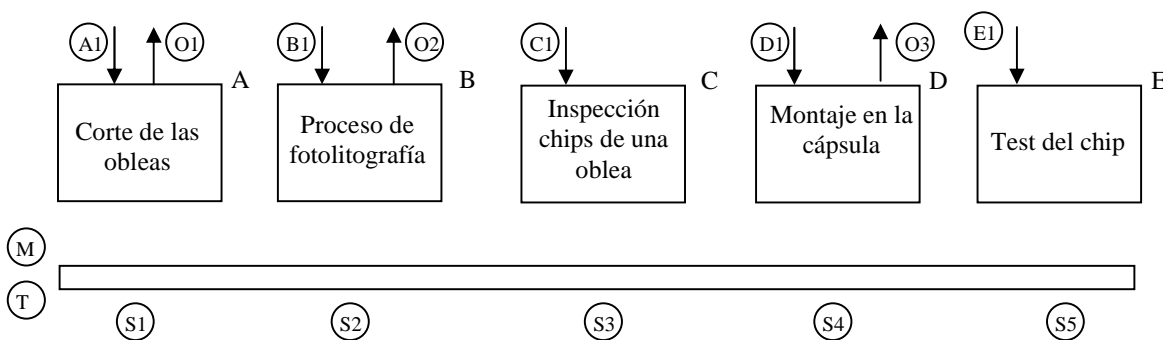 A1 O1 B1 O2 C1 D1 O3 E1
A B C D E
Corte de las
obleas
Proceso de
fotolitografía
Inspección
chips de una
oblea
Montaje en la
cápsula
Test del chip
M
T
S1 S2 S3 S4 S5